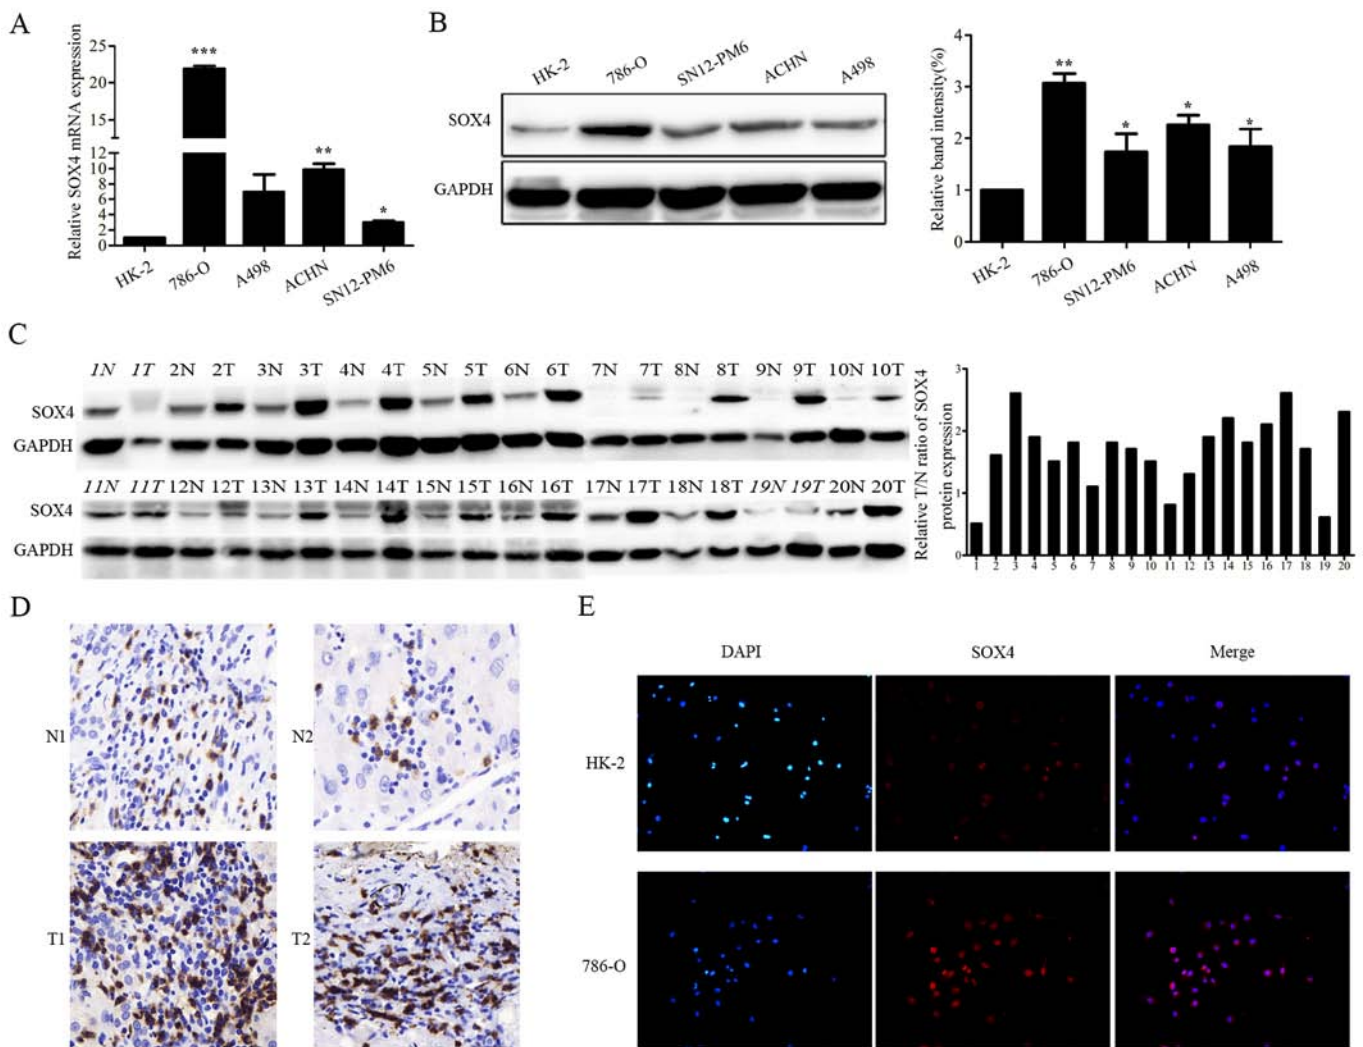 A
Relative SOX4 mRNA expression
25
20
15
12
10
8
6
4
2
0
***
**
*
HK-2
786-O
A498
ACHN
SN12-PM6
B
HK-2
786-O
SN12-PM6
ACHN
A498
SOX4
GAPDH
Relative band intensity(%)
4
3
2
1
0
**
*
*
*
HK-2
786-O
SN12-PM6
ACHN
A498
C
1N 1T 2N 2T 3N 3T 4N 4T 5N 5T 6N 6T 7N 7T 8N 8T 9N 9T 10N 10T
SOX4
GAPDH
11N 11T 12N 12T 13N 13T 14N 14T 15N 15T 16N 16T 17N 17T 18N 18T 19N 19T 20N 20T
SOX4
GAPDH
Relative T/N ratio of SOX4
protein expression
3
2
1
0
1 2 3 4 5 6 7 8 9 10 11 12 13 14 15 16 17 18 19 20
D
N1
N2
T1
T2
E
DAPI SOX4 Merge
HK-2
786-O